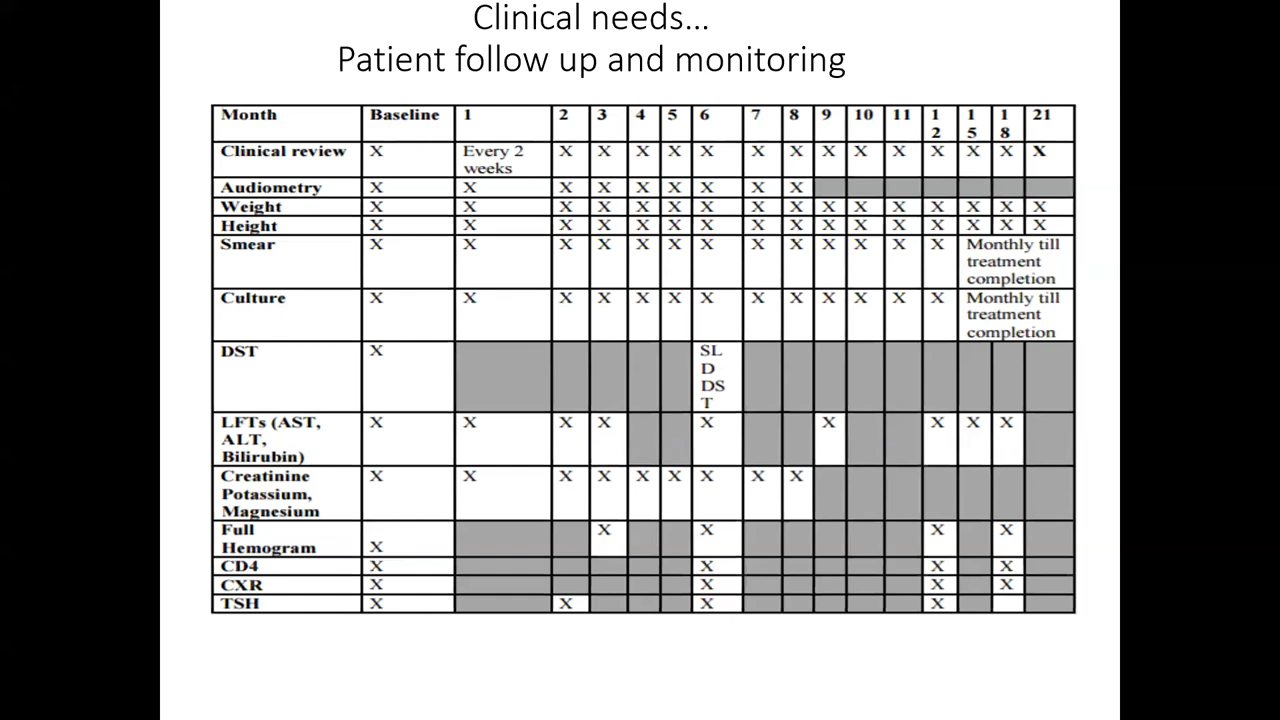 Clinical needs...
Patient follow up and monitoring
Month Baseline 1 2 3 4 5 6 7 8 9 10 11 1 1 1 21
2 5 8
Clinical review X Every 2 X X X X X X X X X X X X X X
weeks
Audiometry X X X X X X X X X
Weight X X X X X X X X X X X X X X X X
Height X X X X X X X X X X X X X X X X
Smear X X X X X X X X X X X X X Monthly till
treatment
completion
Culture X X X X X X X X X X X X X Monthly till
treatment
completion
DST X SL
D
DS
T
LFTs (AST, X X X X X X X X X
ALT,
Bilirubin)
Creatinine X X X X X X X X X
Potassium,
Magnesium
Full X X X X
Hemogram X
CD4 X X X X
CXR X X X X
TSH X X X X